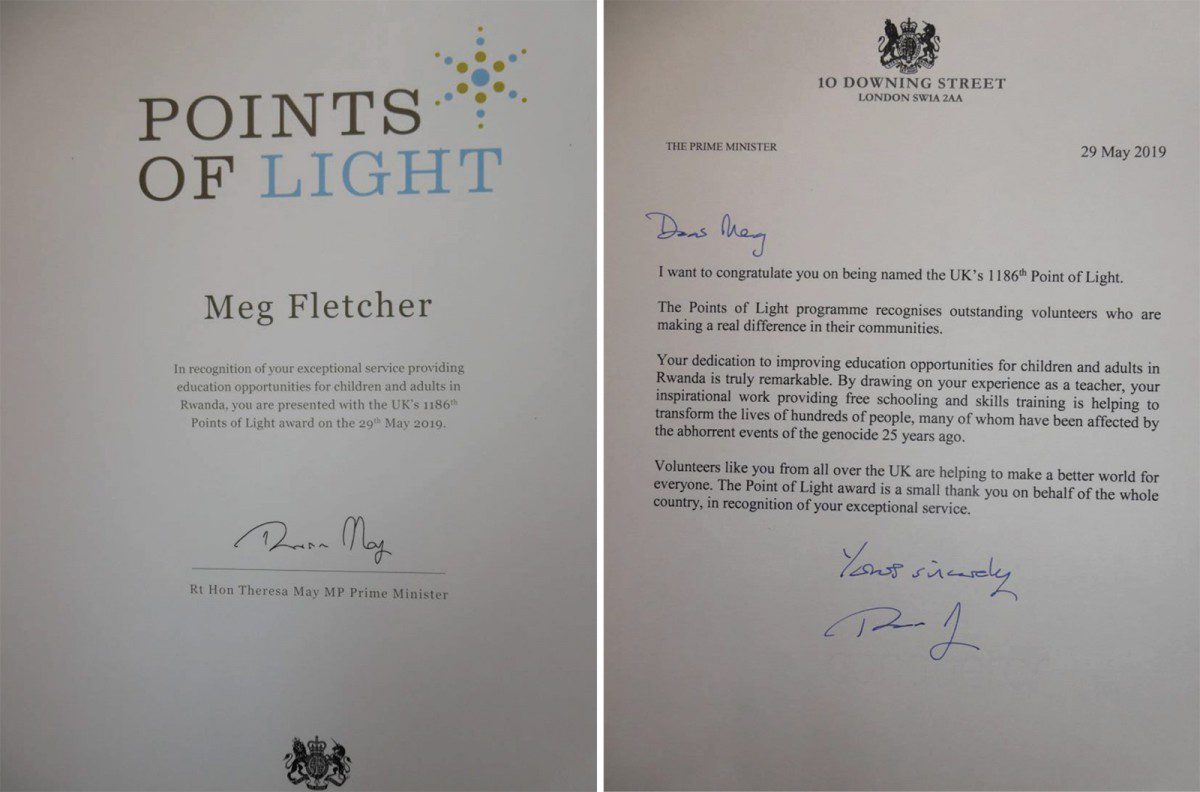 POINTS
OF LIGHT
Meg Fletcher
In recognition of your exceptional service providing
education opportunities for children and adults in
Rwanda, you are presented with the UK's 1186th
Points of Light award on the 29th May 2019.
Rt Hon Theresa May MP Prime Minister
10 DOWNING STREET
LONDON SW1A 2AA
THE PRIME MINISTER
29 May 2019
Meg
I want to congratulate you on being named the UK's 1186th Point of Light.
The Points of Light programme recognises outstanding volunteers who are
making a real difference in their communities.
Your dedication to improving education opportunities for children and adults in
Rwanda is truly remarkable. By drawing on your experience as a teacher, your
inspirational work providing free schooling and skills training is helping to
transform the lives of hundreds of people, many of whom have been affected by
the abhorrent events of the genocide 25 years ago.
Volunteers like you from all over the UK are helping to make a better world for
everyone. The Point of Light award is a small thank you on behalf of the whole
country, in recognition of your exceptional service.
Yours sincerely